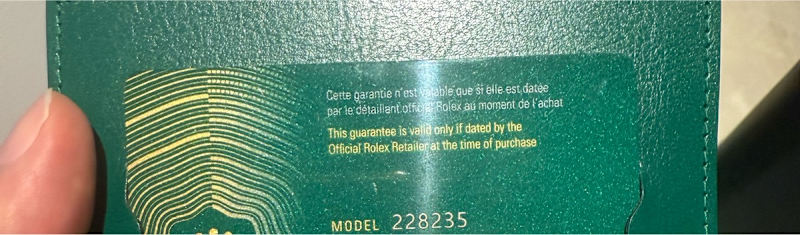 Cette garantie n'est valable que si elle est datée
par le détaillant officiel Rolex au moment de l'achat
This guarantee is valid only if dated by the
Official Rolex Retailer at the time of purchase
MODEL 228235